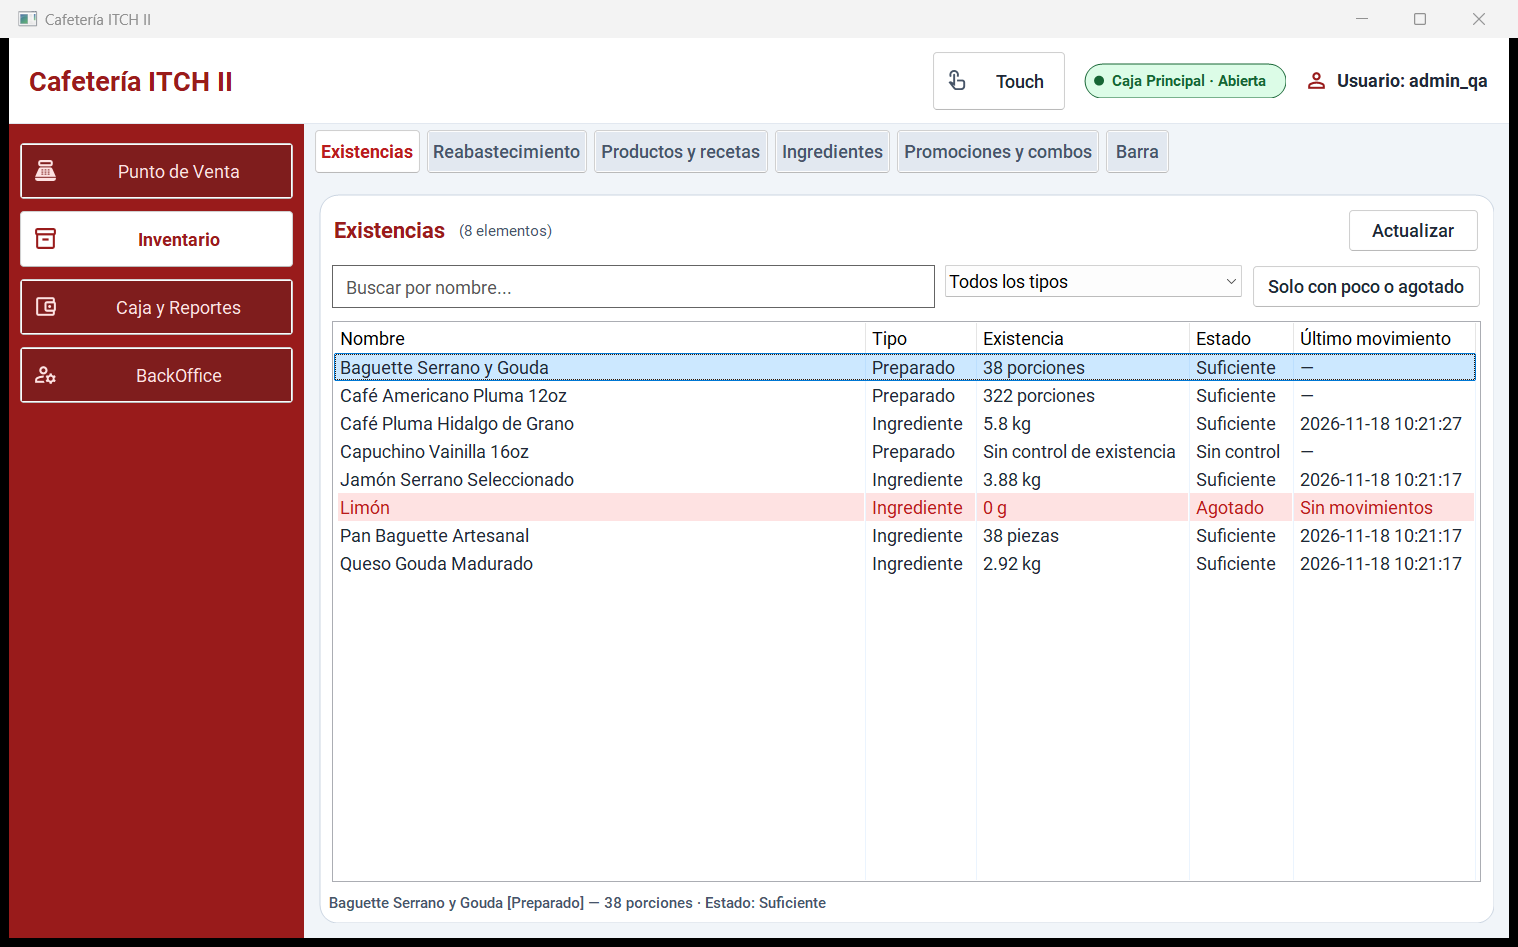 Cafetería ITCH II
Cafetería ITCH II
Touch
Caja Principal · Abierta
Usuario: admin_qa
Punto de Venta
Inventario
Caja y Reportes
BackOffice
Existencias Reabastecimiento Productos y recetas Ingredientes Promociones y combos Barra
Existencias (8 elementos)
Actualizar
Buscar por nombre...
Todos los tipos
Solo con poco o agotado
Nombre Tipo Existencia Estado Último movimiento
Baguette Serrano y Gouda Preparado 38 porciones Suficiente —
Café Americano Pluma 12oz Preparado 322 porciones Suficiente —
Café Pluma Hidalgo de Grano Ingrediente 5.8 kg Suficiente 2026-11-18 10:21:27
Capuchino Vainilla 16oz Preparado Sin control de existencia Sin control —
Jamón Serrano Seleccionado Ingrediente 3.88 kg Suficiente 2026-11-18 10:21:17
Limón Ingrediente 0 g Agotado Sin movimientos
Pan Baguette Artesanal Ingrediente 38 piezas Suficiente 2026-11-18 10:21:17
Queso Gouda Madurado Ingrediente 2.92 kg Suficiente 2026-11-18 10:21:17
Baguette Serrano y Gouda [Preparado] — 38 porciones · Estado: Suficiente